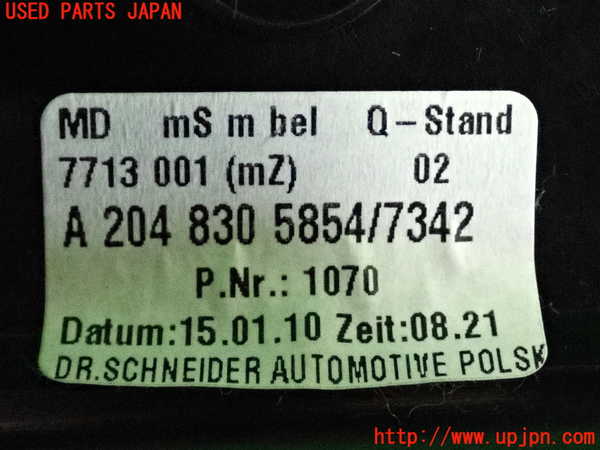 USED PARTS JAPAN
MD mS m bel Q-Stand
7713 001 (mZ) 02
A 204 830 5854/7342
P.Nr.: 1070
Datum:15.01.10 Zeit:08.21
DR.SCHNEIDER AUTOMOTIVE POLSK
http://www.upjpn.com/